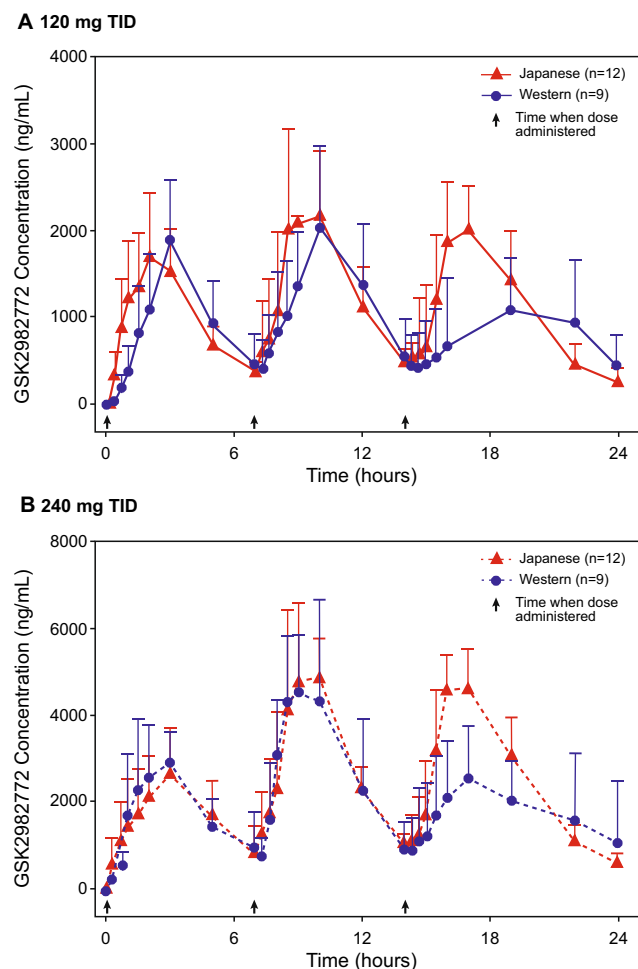 A 120 mg TID
GSK2982772 Concentration (ng/mL)
4000
3000
2000
1000
0
Japanese (n=12)
Western (n=9)
Time when dose
administered
0 6 12 18 24
Time (hours)
B 240 mg TID
GSK2982772 Concentration (ng/mL)
8000
6000
4000
2000
0
Japanese (n=12)
Western (n=9)
Time when dose
administered
0 6 12 18 24
Time (hours)